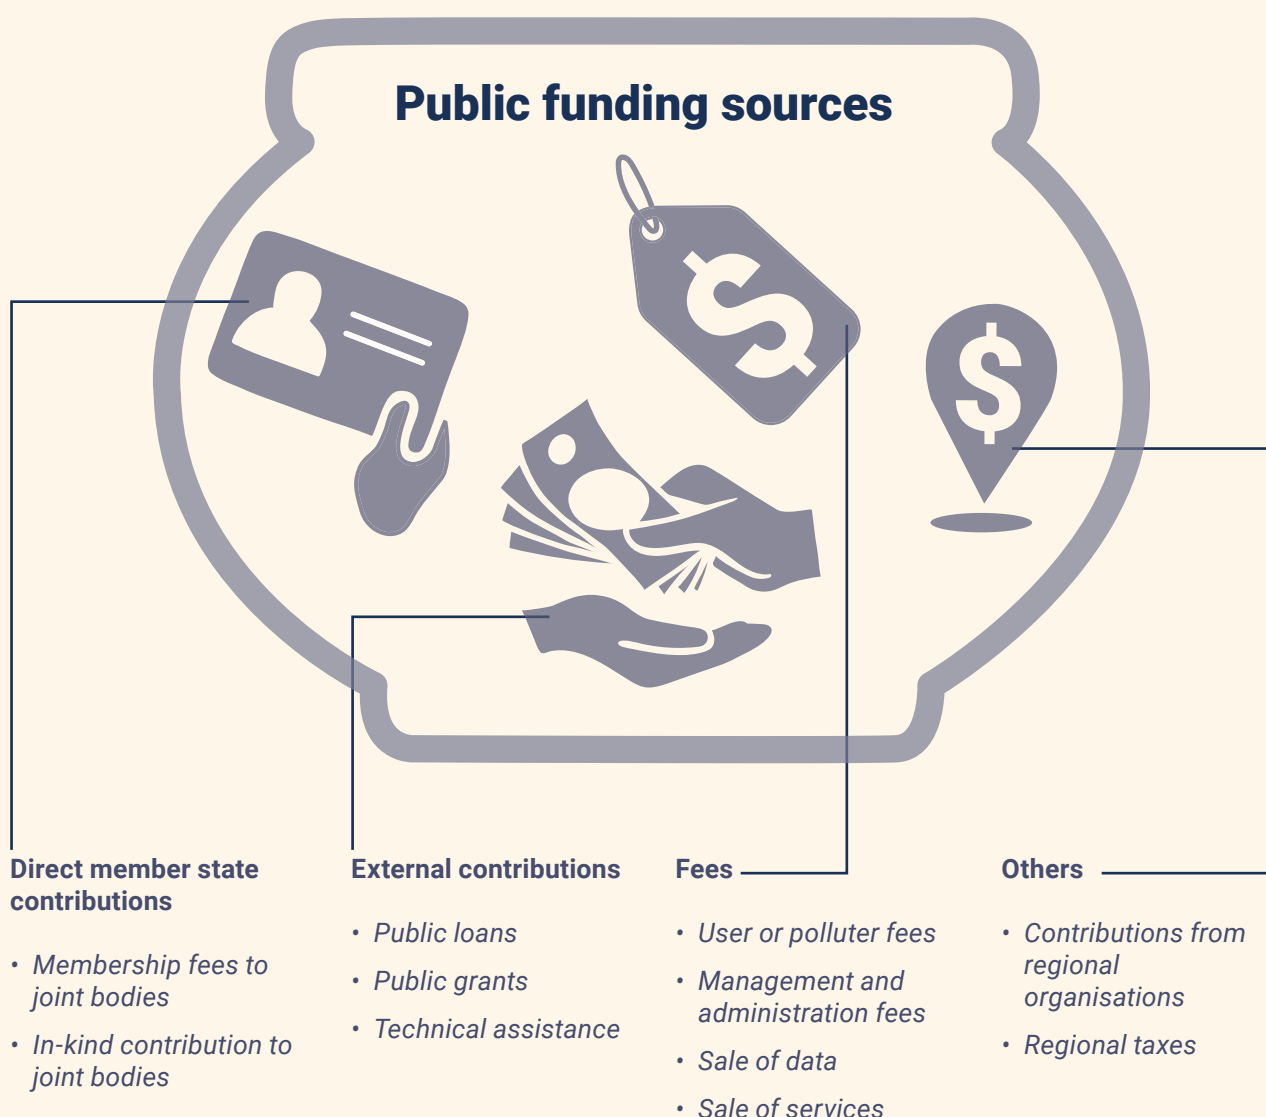 Public funding sources
Direct member state
contributions
• Membership fees to
joint bodies
• In-kind contribution to
joint bodies
External contributions
• Public loans
• Public grants
• Technical assistance
Fees
• User or polluter fees
• Management and
administration fees
• Sale of data
• Sale of services
Others
• Contributions from
regional
organisations
• Regional taxes